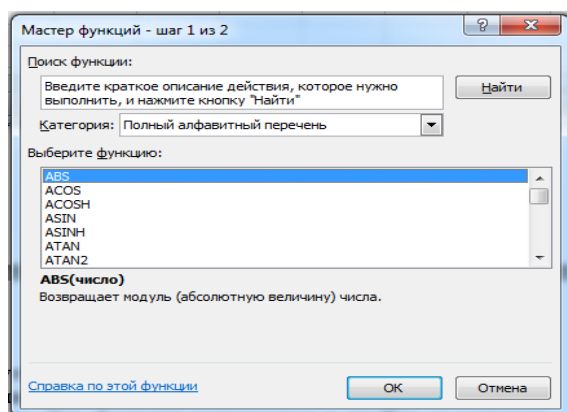 Мастер функций - шаг 1 из 2
Поиск функции:
Введите краткое описание действия, которое нужно
выполнить, и нажмите кнопку "Найти"
Найти
Категория: Полный алфавитный перечень
Выберите функцию:
ABS
ACOS
ACOSH
ASIN
ASINH
ATAN
ATAN2
ABS(число)
Возвращает модуль (абсолютную величину) числа.
Справка по этой функции
ОК
Отмена